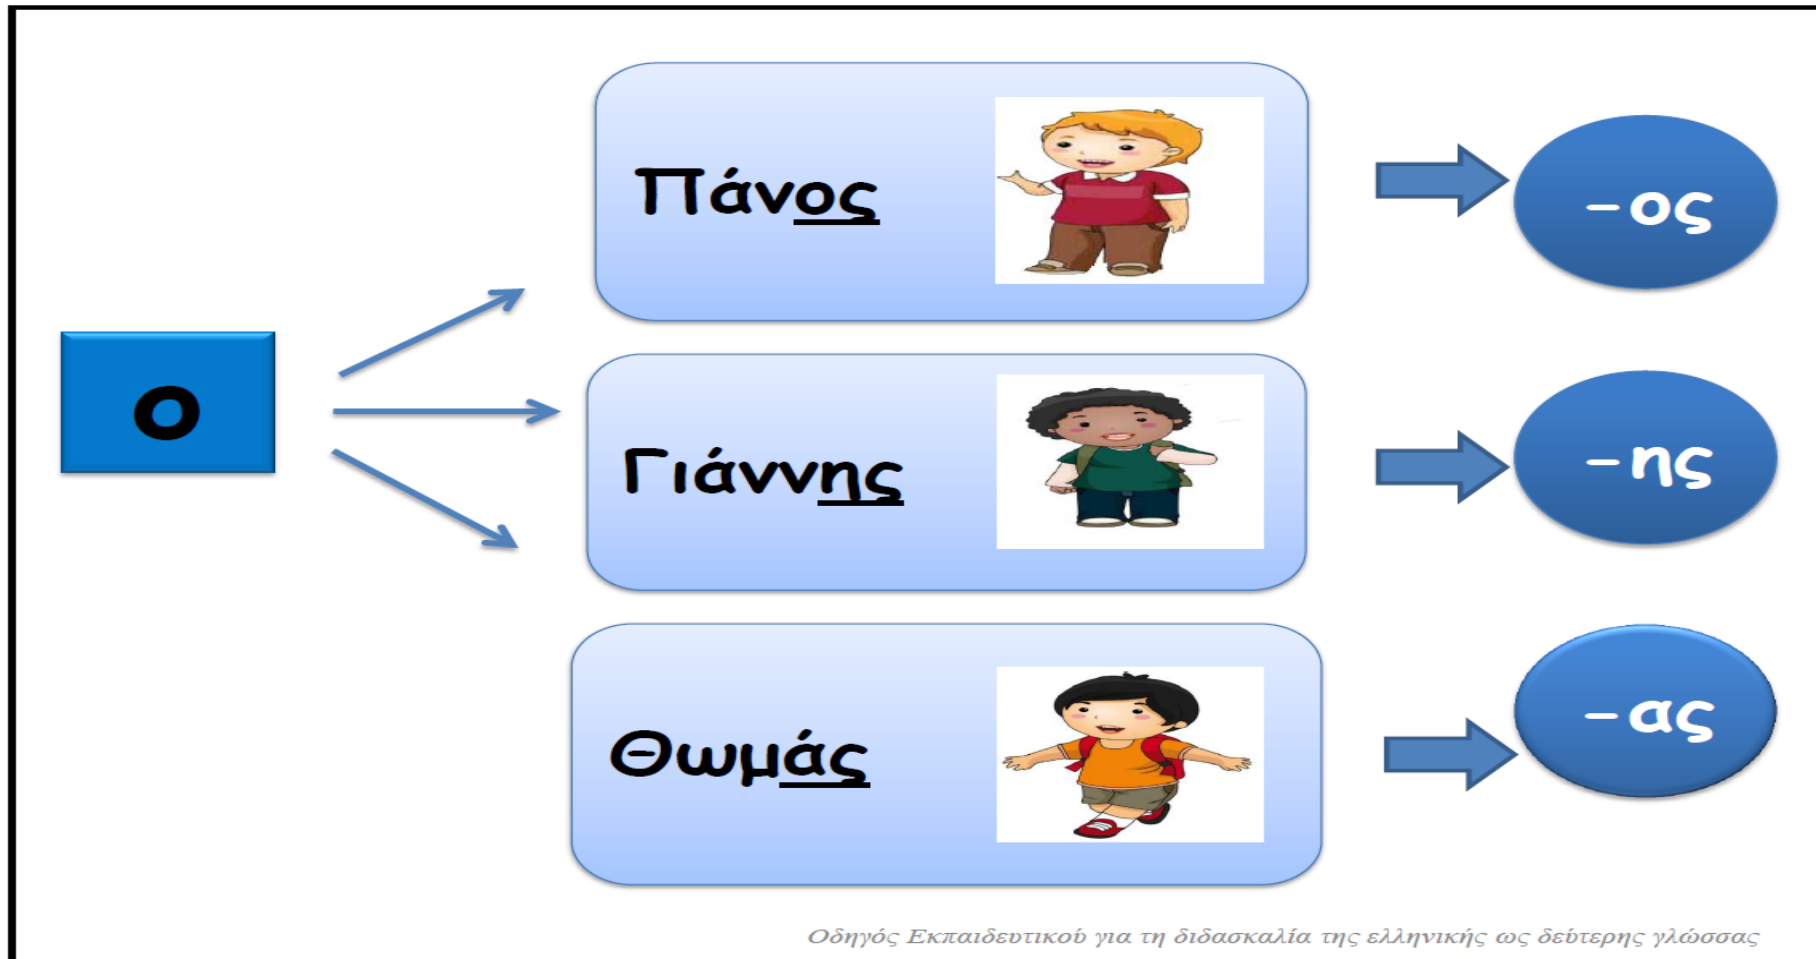 Πάνος
-ος
ο
Γιάννης
-ης
Θωμάς
-ας
Οδηγός Εκπαιδευτικού για τη διδασκαλία της ελληνικής ως δεύτερης γλώσσας